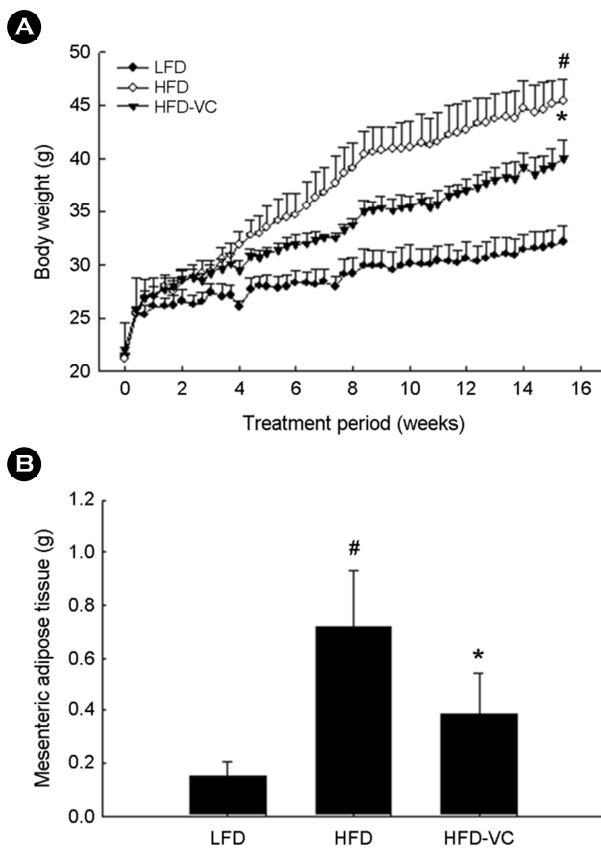 A
50
45
40
35
30
25
20
Body weight (g)
LFD
HFD
HFD-VC
#
*
0 2 4 6 8 10 12 14 16
Treatment period (weeks)
B
1.2
1.0
0.8
0.6
0.4
0.2
0.0
Mesenteric adipose tissue (g)
#
*
LFD HFD HFD-VC